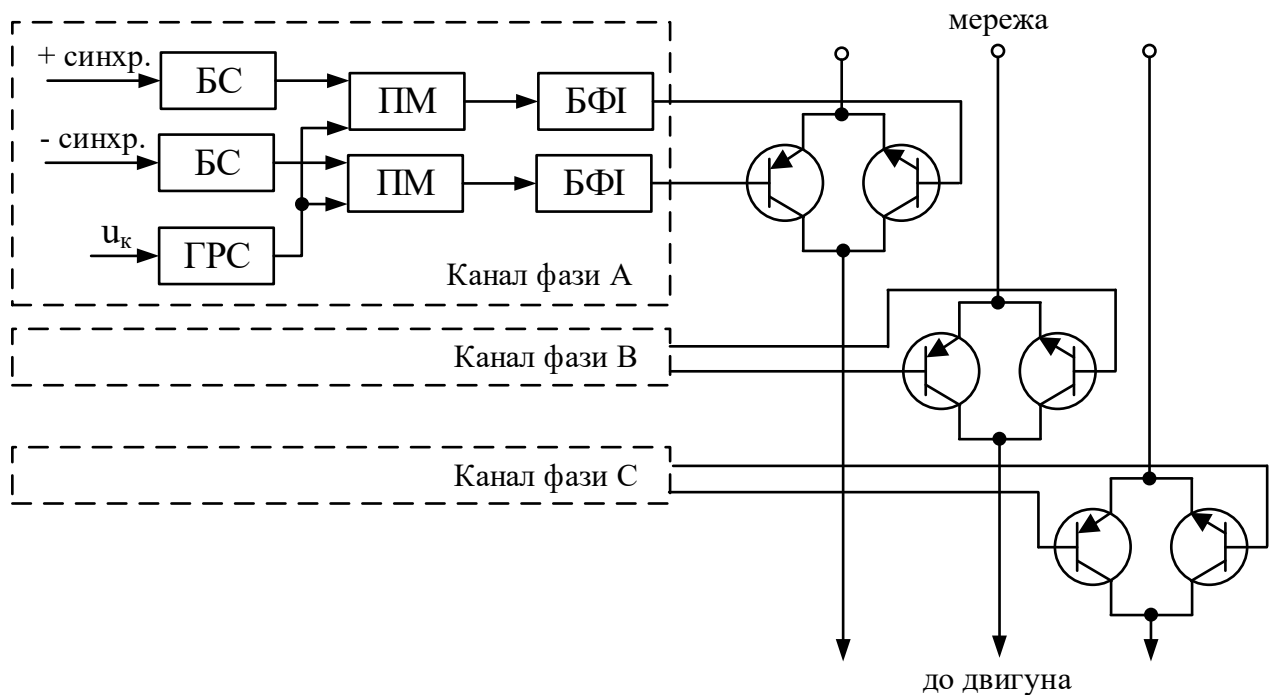 мережа
+ синхр.
БС
ПМ
БФІ
- синхр.
БС
ПМ
БФІ
uк
ГРС
Канал фази А
Канал фази В
Канал фази С
до двигуна